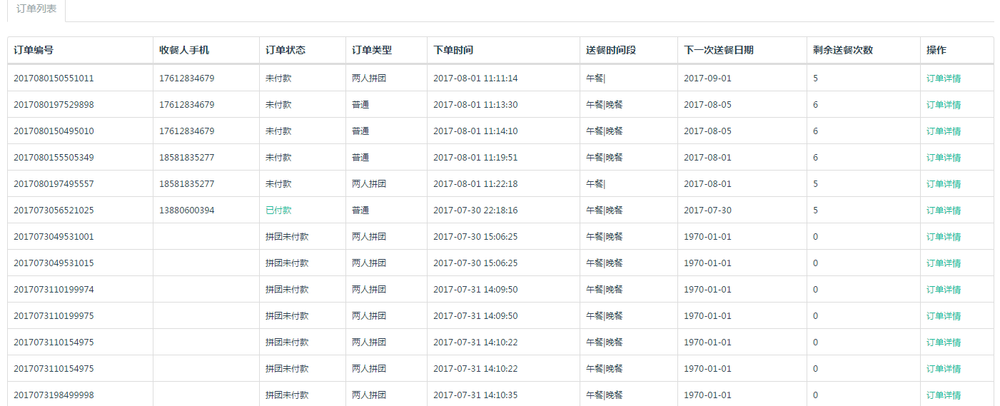 订单列表
订单编号 收餐人手机 订单状态 订单类型 下单时间 送餐时间段 下一次送餐日期 剩余送餐次数 操作
2017080150551011 17612834679 未付款 两人拼团 2017-08-01 11:11:14 午餐| 2017-09-01 5 订单详情
2017080197529898 17612834679 未付款 普通 2017-08-01 11:13:30 午餐|晚餐 2017-08-05 6 订单详情
2017080150495010 17612834679 未付款 普通 2017-08-01 11:14:10 午餐|晚餐 2017-08-05 6 订单详情
2017080155505349 18581835277 未付款 普通 2017-08-01 11:19:51 午餐|晚餐 2017-08-01 6 订单详情
2017080197495557 18581835277 未付款 两人拼团 2017-08-01 11:22:18 午餐| 2017-08-01 5 订单详情
2017073056521025 13880600394 已付款 普通 2017-07-30 22:18:16 午餐|晚餐 2017-07-30 5 订单详情
2017073049531001 拼团未付款 两人拼团 2017-07-30 15:06:25 午餐|晚餐 1970-01-01 0 订单详情
2017073049531015 拼团未付款 两人拼团 2017-07-30 15:06:25 午餐|晚餐 1970-01-01 0 订单详情
2017073110199974 拼团未付款 两人拼团 2017-07-31 14:09:50 午餐|晚餐 1970-01-01 0 订单详情
2017073110199975 拼团未付款 两人拼团 2017-07-31 14:09:50 午餐|晚餐 1970-01-01 0 订单详情
2017073110154975 拼团未付款 两人拼团 2017-07-31 14:10:22 午餐|晚餐 1970-01-01 0 订单详情
2017073110154975 拼团未付款 两人拼团 2017-07-31 14:10:22 午餐|晚餐 1970-01-01 0 订单详情
2017073198499998 拼团未付款 两人拼团 2017-07-31 14:10:35 午餐|晚餐 1970-01-01 0 订单详情